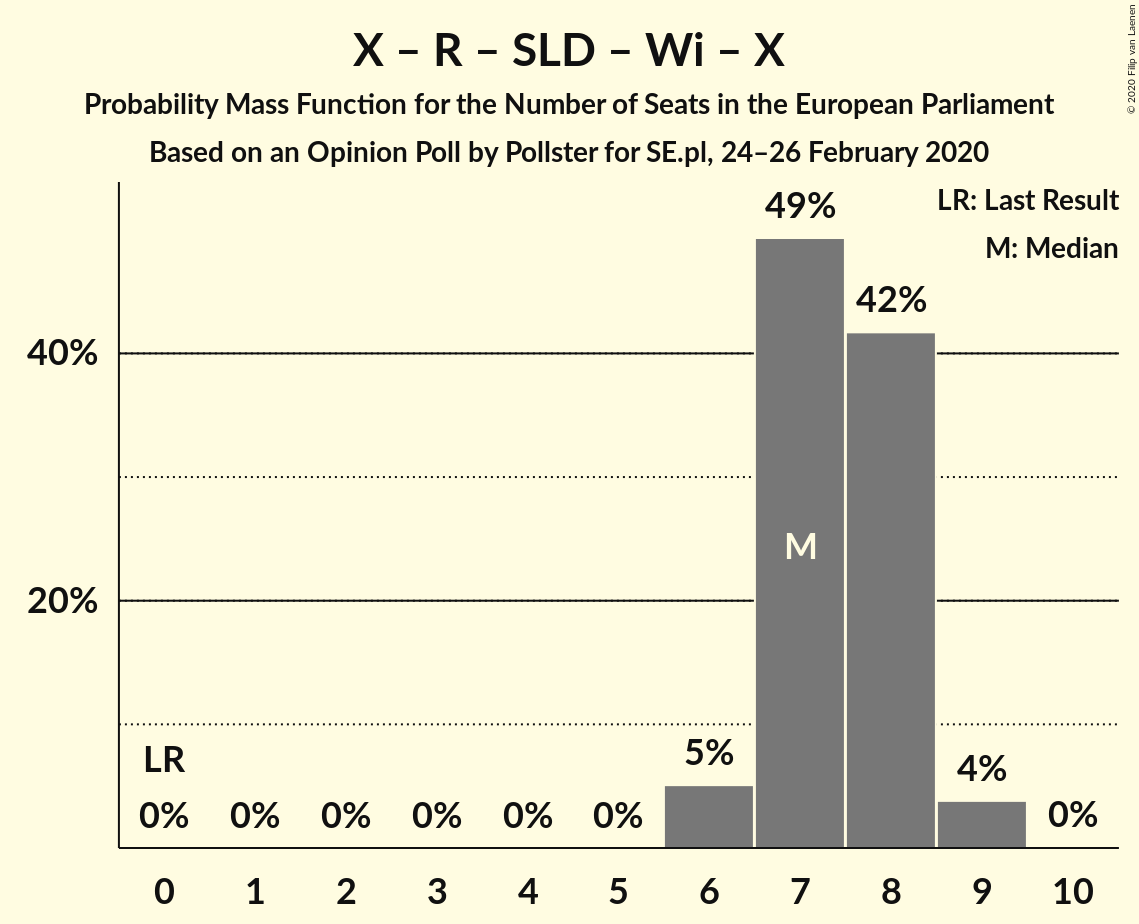 X – R – SLD – Wi – X
Probability Mass Function for the Number of Seats in the European Parliament
Based on an Opinion Poll by Pollster for SE.pl, 24–26 February 2020
© 2020 Filip van Laenen
LR: Last Result
M: Median
49%
42%
40%
M
20%
LR
5%
4%
0% 0% 0% 0% 0% 0% 0%
0 1 2 3 4 5 6 7 8 9 10